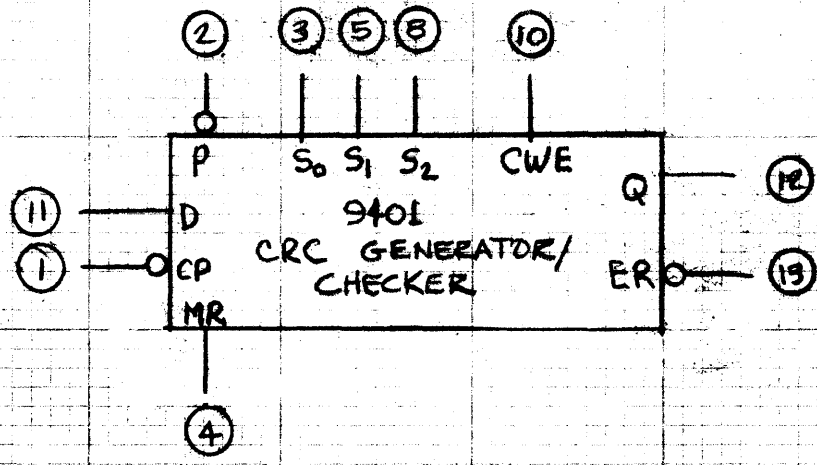 2 3 5 8 10
P S0 S1 S2 CWE
Q 12
11 D 9401
CRC GENERATOR/
1 CP CHECKER ER 13
MR
4